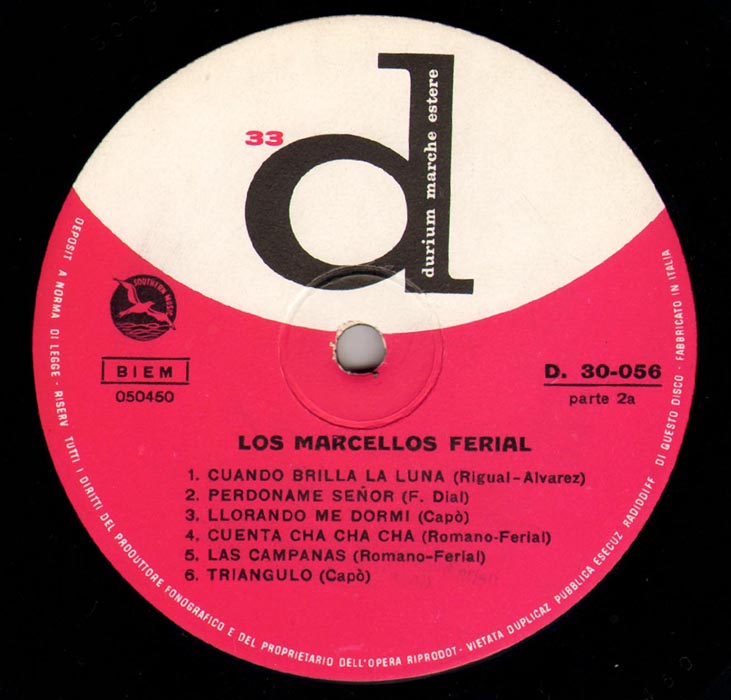 33
d
durium marche estere
SOUTHERN MUSIC
BIEM
050450
D. 30-056
parte 2a
LOS MARCELLOS FERIAL
1. CUANDO BRILLA LA LUNA (Rigual-Alvarez)
2. PERDONAME SEÑOR (F. Dial)
3. LLORANDO ME DORMI (Capò)
4. CUENTA CHA CHA CHA (Romano-Ferial)
5. LAS CAMPANAS (Romano-Ferial)
6. TRIANGULO (Capò)
DEPOSIT A NORMA DI LEGGE - RISERV TUTTI I DIRITTI DEL PRODUTTORE FONOGRAFICO E DEL PROPRIETARIO DELL'OPERA RIPRODOT - VIETATA DUPLICAZ PUBBLICA ESECUZ RADIODIFF DI QUESTO DISCO - FABBRICATO IN ITALIA